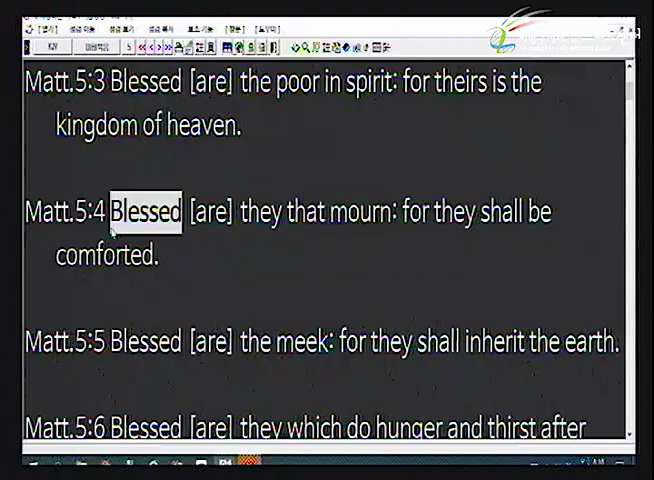 KJV
Matt.5:3 Blessed [are] the poor in spirit: for theirs is the
kingdom of heaven.
Matt.5:4 Blessed [are] they that mourn: for they shall be
comforted.
Matt.5:5 Blessed [are] the meek: for they shall inherit the earth.
Matt.5:6 Blessed [are] they which do hunger and thirst after